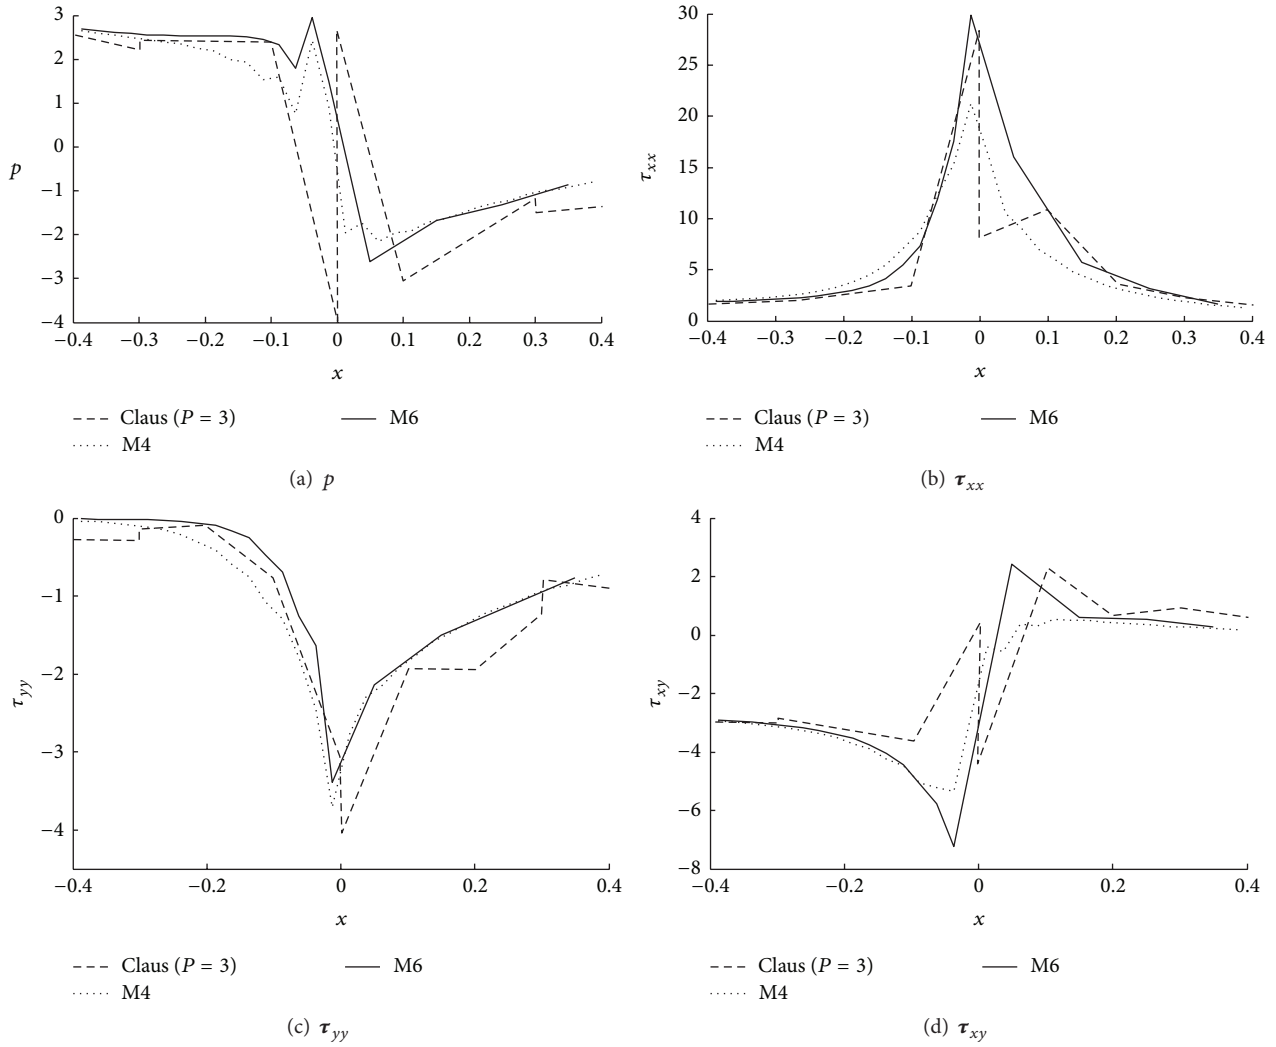 3
2
1
0
−1
−2
−3
−4
p
−0.4 −0.3 −0.2 −0.1 0 0.1 0.2 0.3 0.4
x
Claus (P = 3) M6
M4
(a) p
30
25
20
15
10
5
0
τxx
−0.4 −0.3 −0.2 −0.1 0 0.1 0.2 0.3 0.4
x
Claus (P = 3) M6
M4
(b) τxx
0
−1
−2
−3
−4
τyy
−0.4 −0.2 0 0.2 0.4
x
Claus (P = 3) M6
M4
(c) τyy
4
2
0
−2
−4
−6
−8
τxy
−0.4 −0.2 0 0.2 0.4
x
Claus (P = 3) M6
M4
(d) τxy